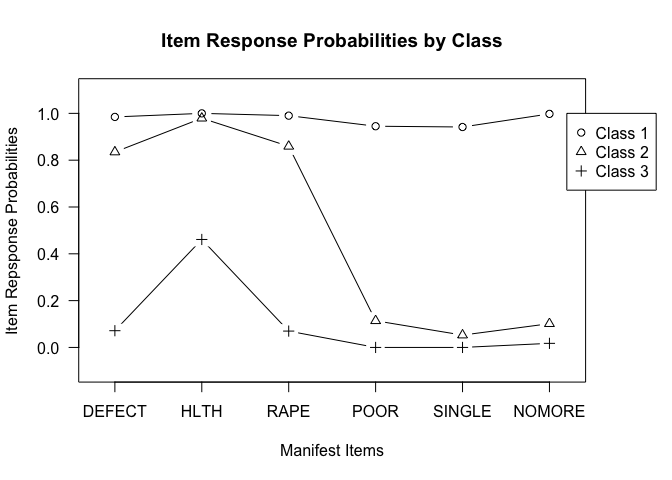 Item Response Probabilities by Class
Item Repsponse Probabilities
1.0
0.8
0.6
0.4
0.2
0.0
Class 1
Class 2
Class 3
DEFECT HLTH RAPE POOR SINGLE NOMORE
Manifest Items